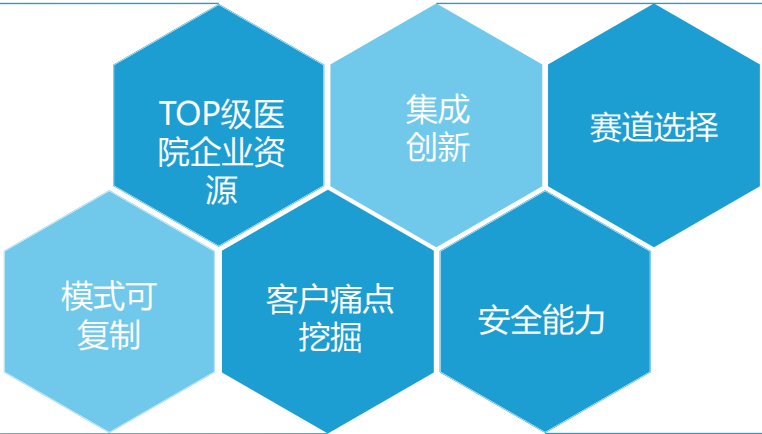 TOP级医
院企业资
源
集成
创新
赛道选择
模式可
复制
客户痛点
挖掘
安全能力